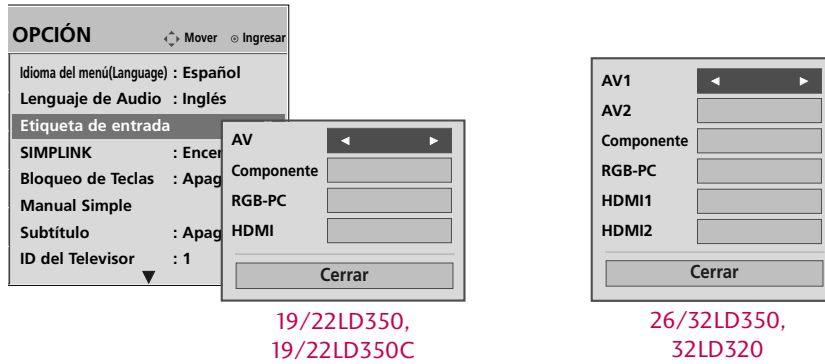 OPCIÓN
Mover
Ingresar
Idioma del menú(Language) : Español
Lenguaje de Audio : Inglés
Etiqueta de entrada
SIMPLINK : Encen
Bloqueo de Teclas : Apag
Manual Simple
Subtítulo : Apag
ID del Televisor : 1
AV
Componente
RGB-PC
HDMI
Cerrar
19/22LD350,
19/22LD350C
AV1
AV2
Componente
RGB-PC
HDMI1
HDMI2
Cerrar
26/32LD350,
32LD320